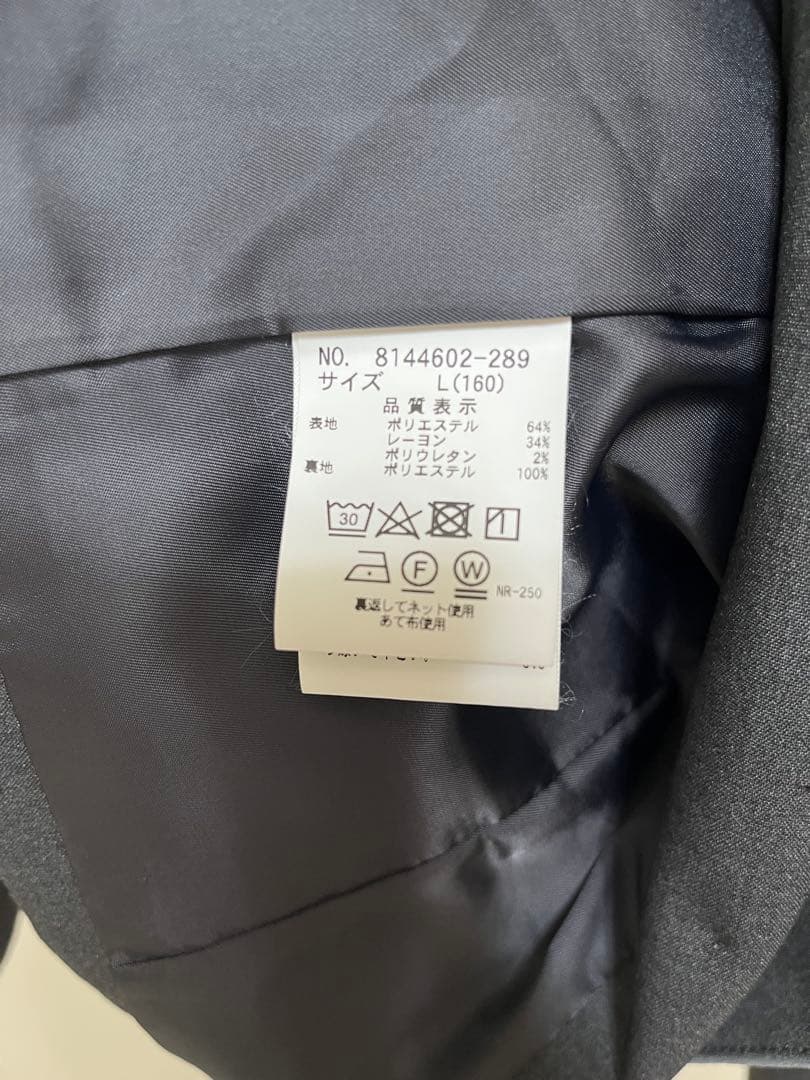 NO. 8144602-289
サイズ L(160)
品質表示
表地 ポリエステル 64%
レーヨン 34%
ポリウレタン 2%
裏地 ポリエステル 100%
30
F W NR-250
裏返してネット使用
あて布使用